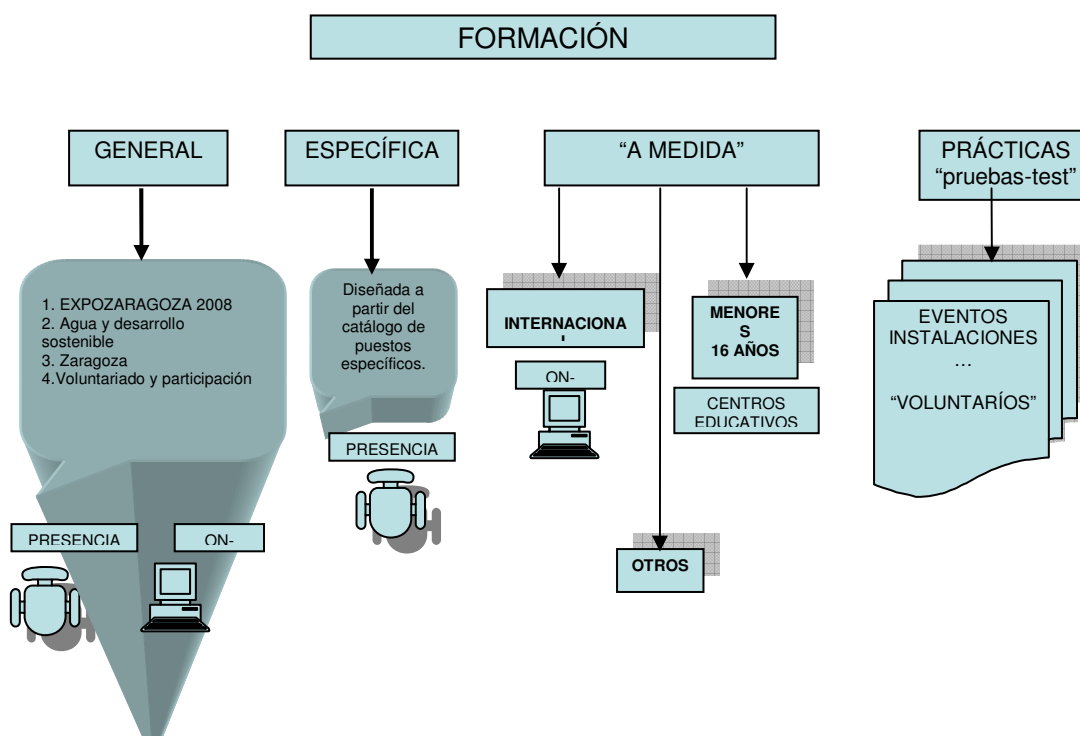 FORMACIÓN
GENERAL
ESPECÍFICA
“A MEDIDA”
PRÁCTICAS
“pruebas-test”
1. EXPOZARAGOZA 2008
2. Agua y desarrollo
sostenible
3. Zaragoza
4.Voluntariado y participación
PRESENCIA
ON-
Diseñada a
partir del
catálogo de
puestos
específicos.
PRESENCIA
INTERNACIONA
ON-
MENORE
S
16 AÑOS
CENTROS
EDUCATIVOS
OTROS
EVENTOS
INSTALACIONES
…
“VOLUNTARÍOS”